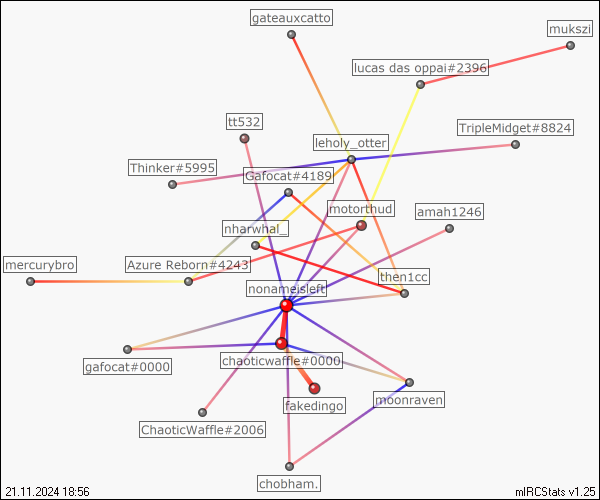 gateauxcatto
mukszi
lucas das oppai#2396
tt532
TripleMidget#8824
leholy_otter
Thinker#5995
Gafocat#4189
motorthud
amah1246
nharwhal_
mercurybro
Azure Reborn#4243
then1cc
nonameisleft
chaoticwaffle#0000
gafocat#0000
moonraven
fakedingo
ChaoticWaffle#2006
chobham.
21.11.2024 18:56
mIRCStats v1.25